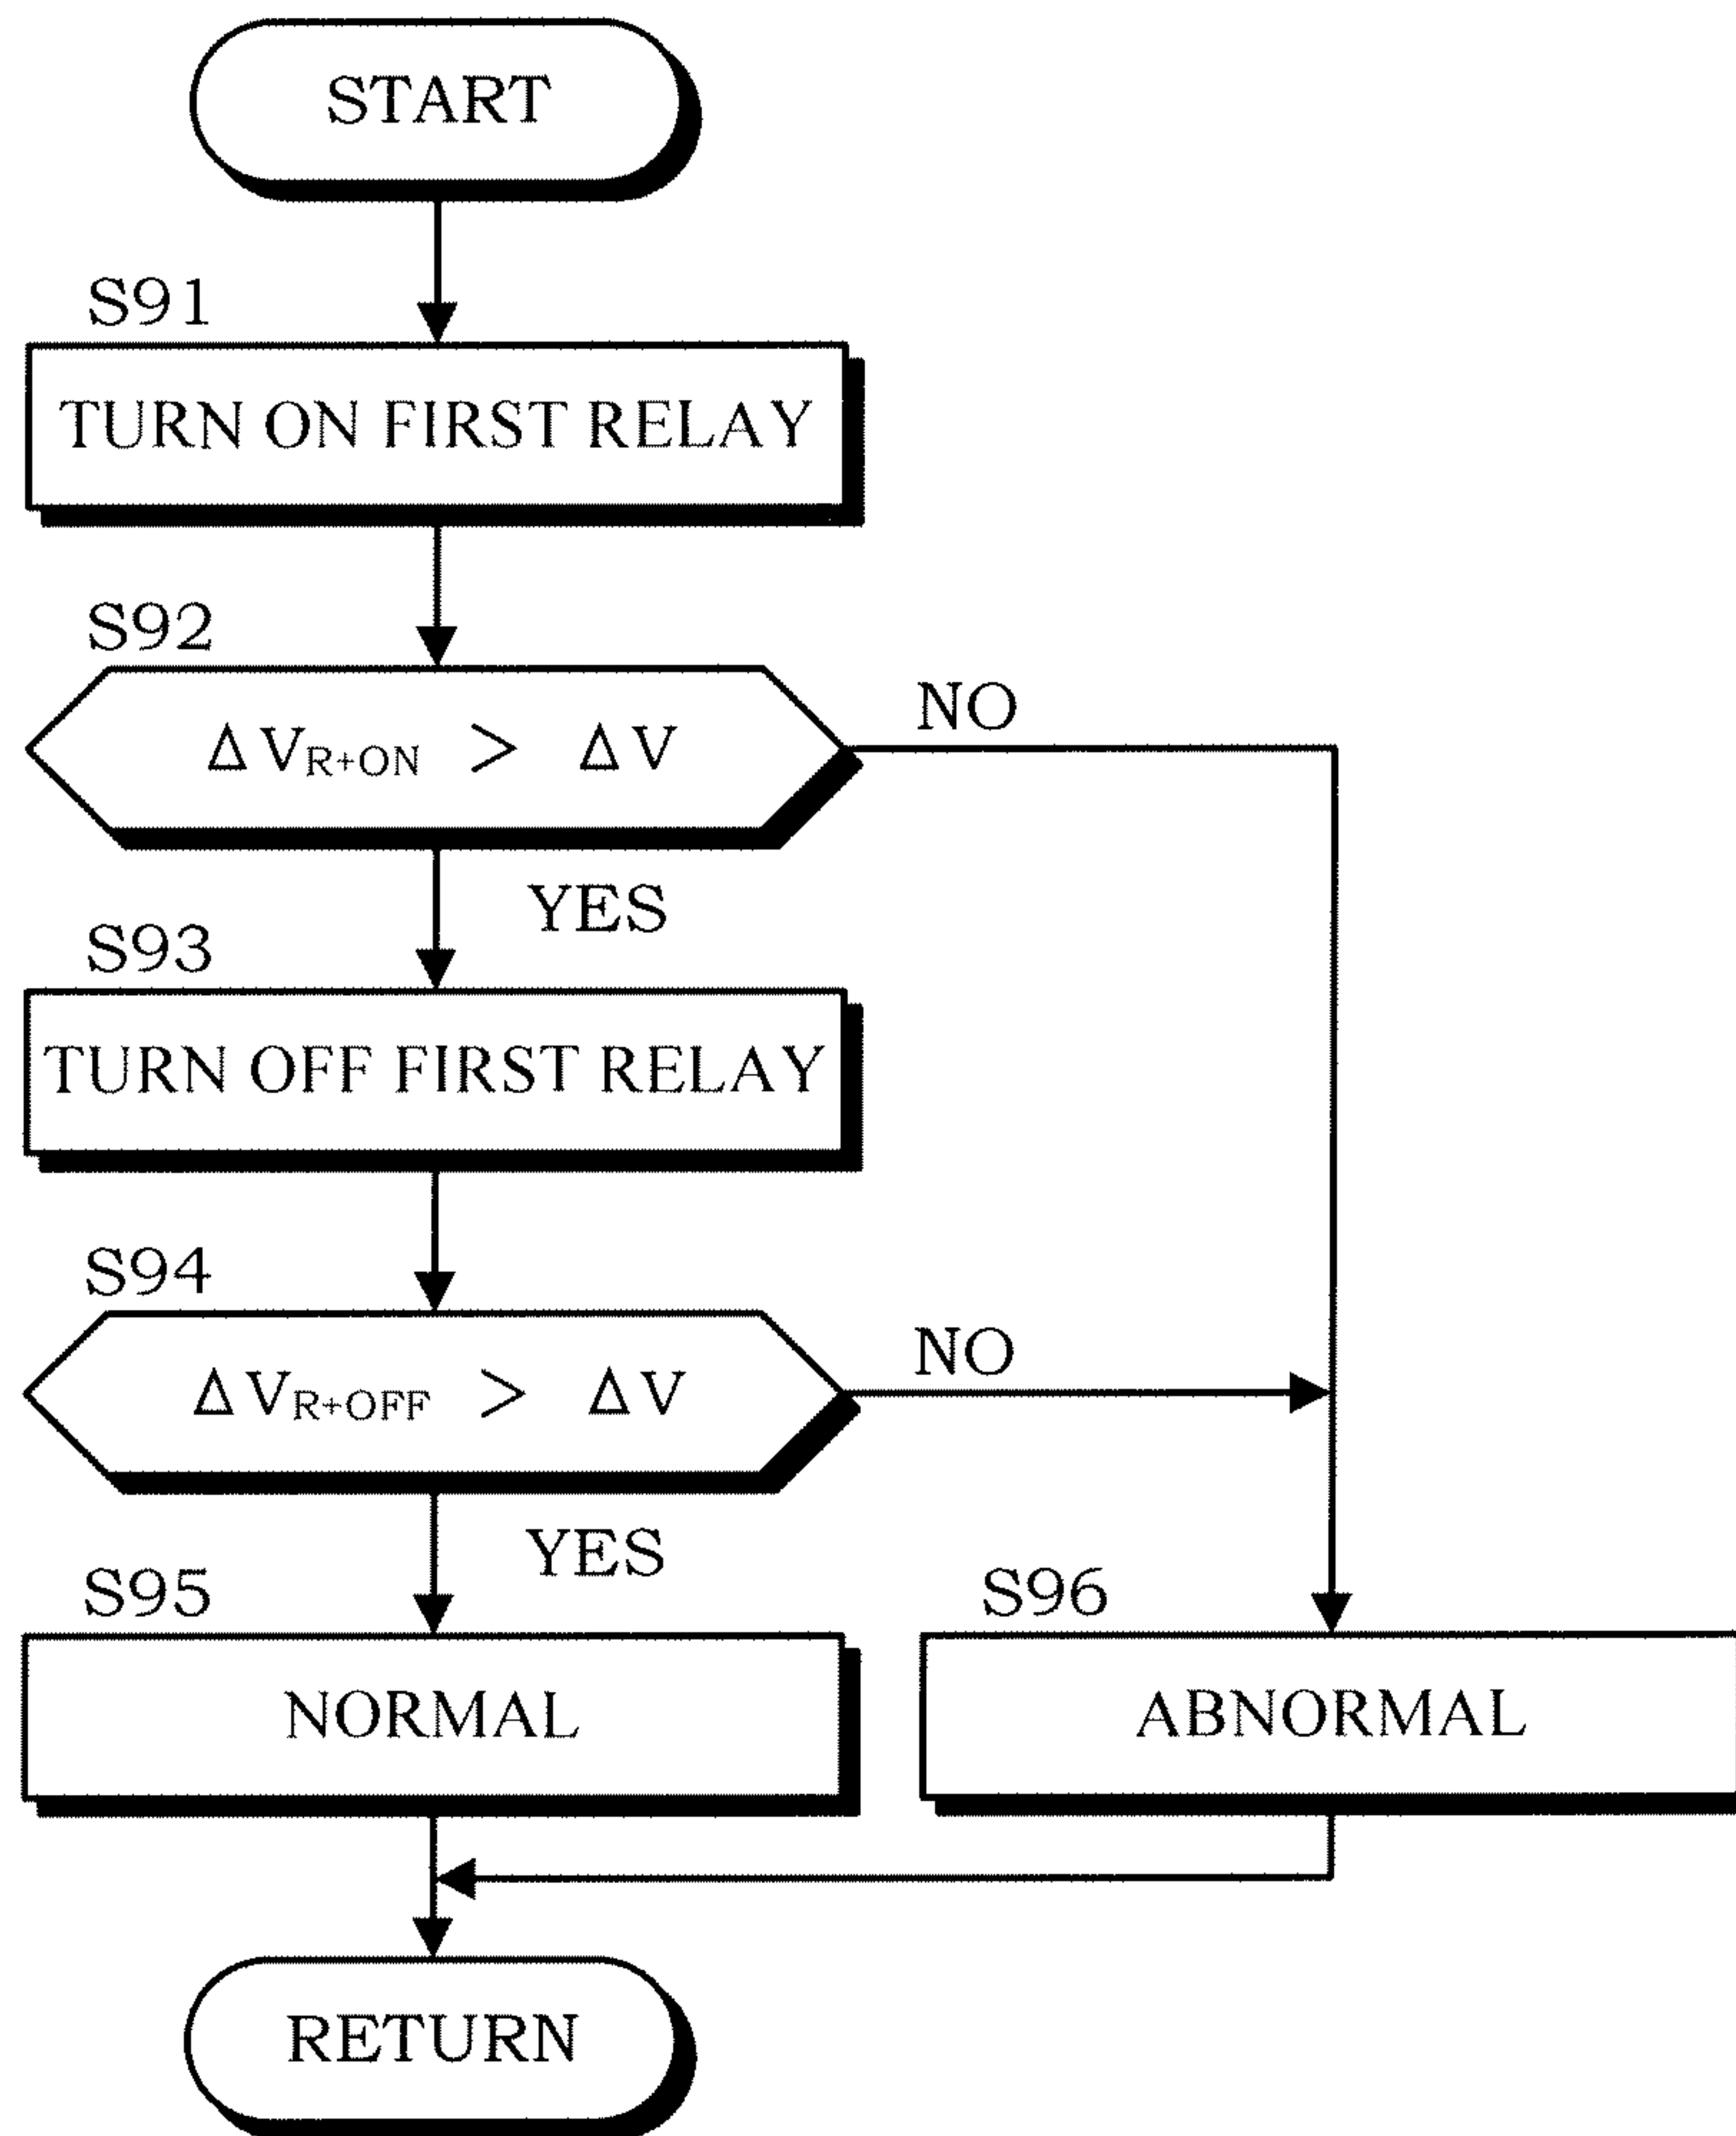 START
S91
TURN ON FIRST RELAY
S92
ΔVR+ON > ΔV
NO
YES
S93
TURN OFF FIRST RELAY
S94
ΔVR+OFF > ΔV
NO
YES
S95
NORMAL
S96
ABNORMAL
RETURN